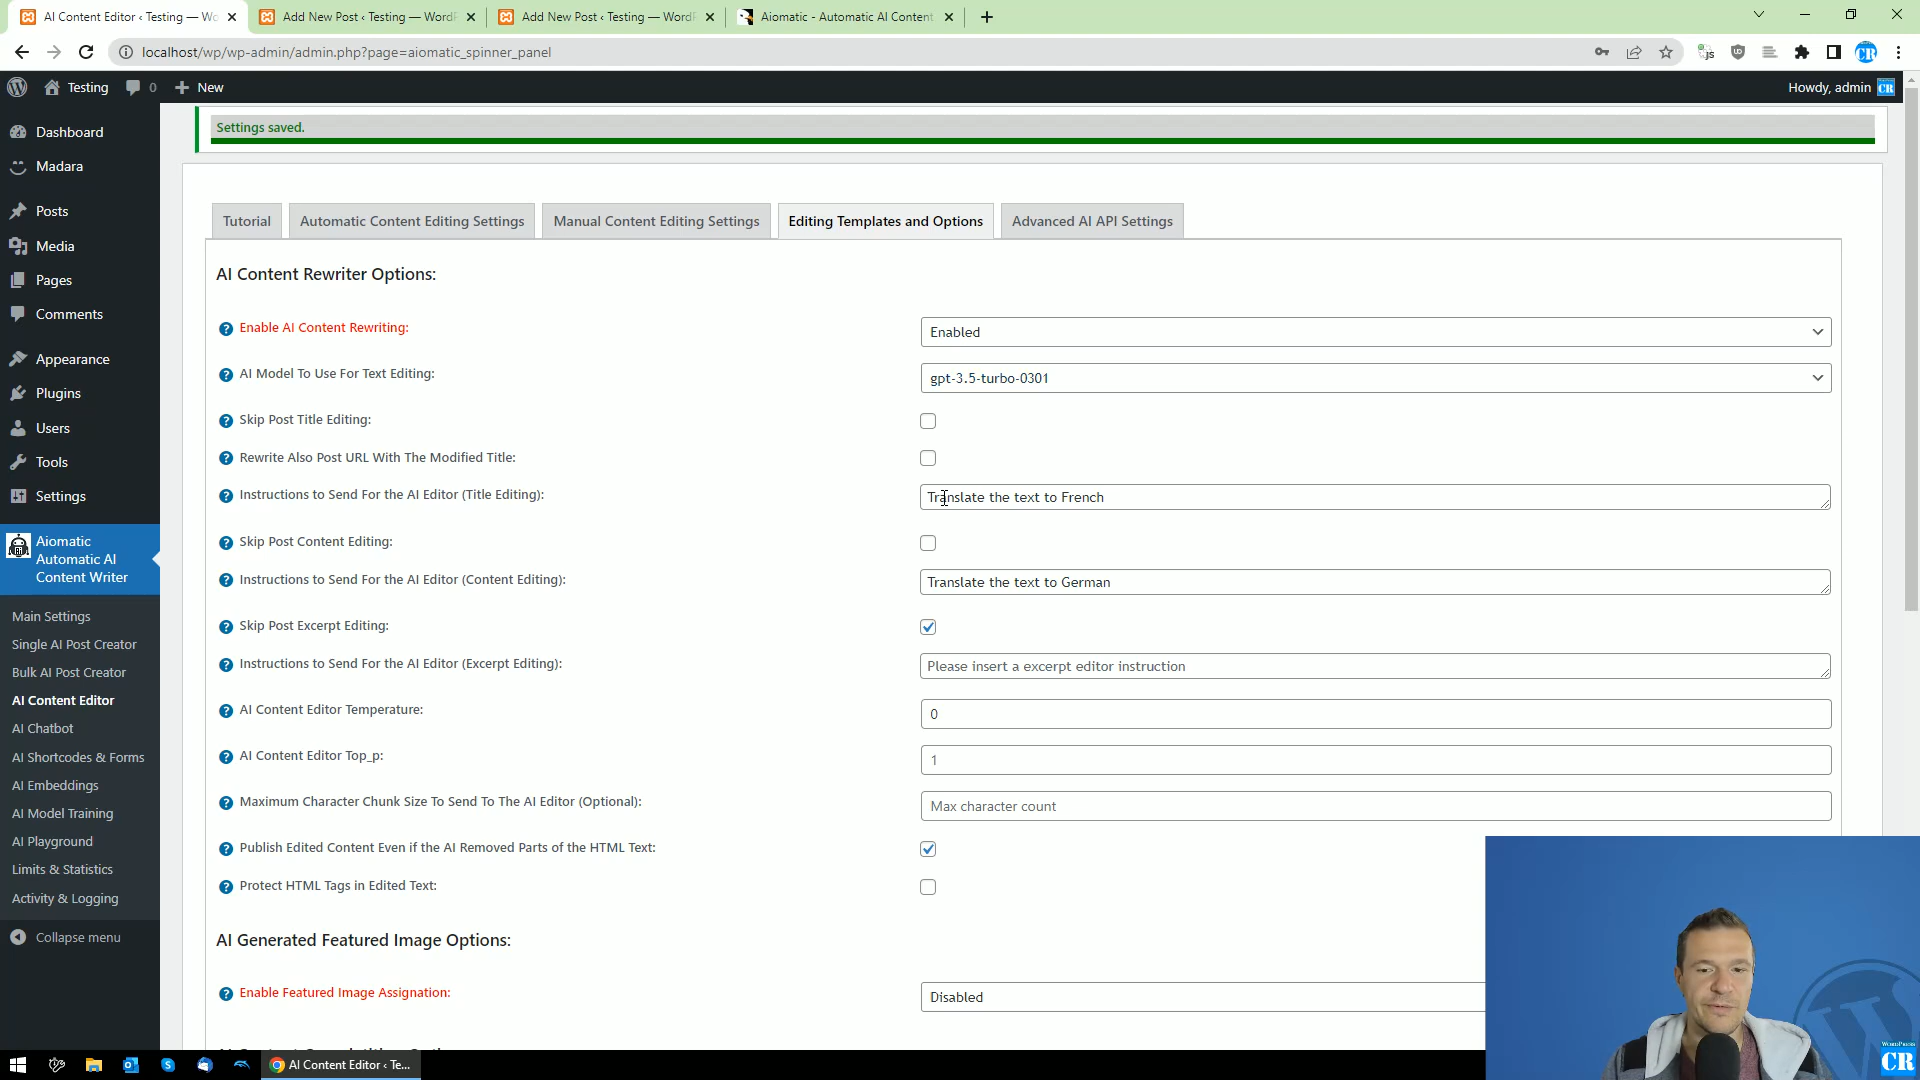 AI Content Editor ‹ Testing — Wo
Add New Post ‹ Testing — WordP
Add New Post ‹ Testing — WordP
Aiomatic - Automatic AI Content
localhost/wp/wp-admin/admin.php?page=aiomatic_spinner_panel
Testing
0
New
Howdy, admin
Dashboard
Madara
Posts
Media
Pages
Comments
Appearance
Plugins
Users
Tools
Settings
Aiomatic
Automatic AI
Content Writer
Main Settings
Single AI Post Creator
Bulk AI Post Creator
AI Content Editor
AI Chatbot
AI Shortcodes & Forms
AI Embeddings
AI Model Training
AI Playground
Limits & Statistics
Activity & Logging
Collapse menu
Settings saved.
Tutorial
Automatic Content Editing Settings
Manual Content Editing Settings
Editing Templates and Options
Advanced AI API Settings
AI Content Rewriter Options:
Enable AI Content Rewriting:
Enabled
AI Model To Use For Text Editing:
gpt-3.5-turbo-0301
Skip Post Title Editing:
Rewrite Also Post URL With The Modified Title:
Instructions to Send For the AI Editor (Title Editing):
Translate the text to French
Skip Post Content Editing:
Instructions to Send For the AI Editor (Content Editing):
Translate the text to German
Skip Post Excerpt Editing:
Instructions to Send For the AI Editor (Excerpt Editing):
Please insert a excerpt editor instruction
AI Content Editor Temperature:
0
AI Content Editor Top_p:
1
Maximum Character Chunk Size To Send To The AI Editor (Optional):
Max character count
Publish Edited Content Even if the AI Removed Parts of the HTML Text:
Protect HTML Tags in Edited Text:
AI Generated Featured Image Options:
Enable Featured Image Assignation:
Disabled
AI Content Editor ‹ Te...
WORDPRESS
CR